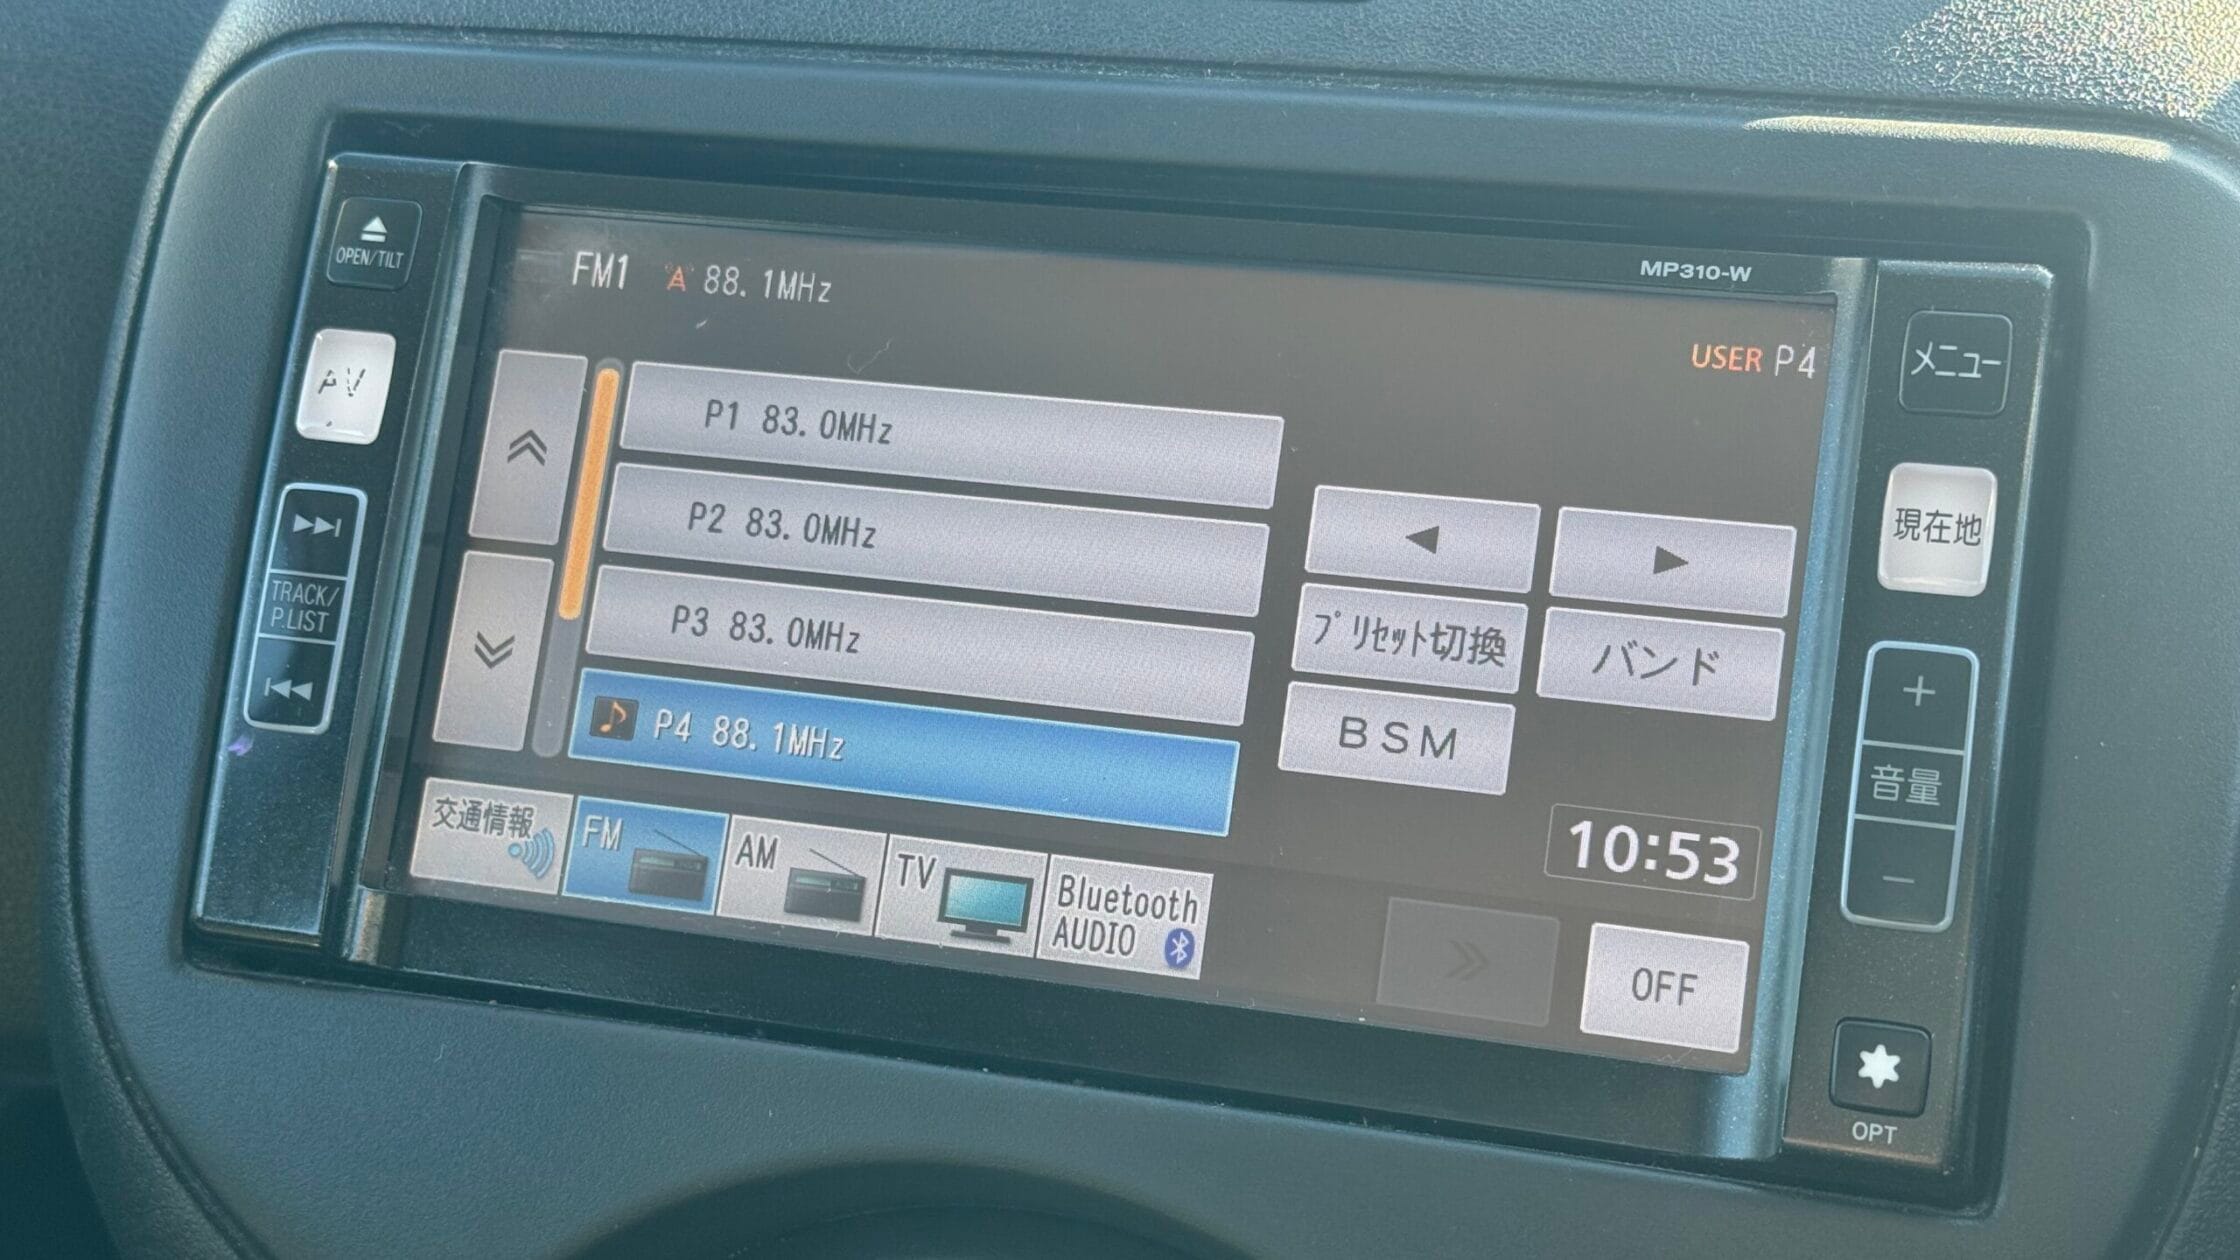 OPEN/TILT
AV
TRACK/
P.LIST
FM1 88.1MHz
MP310-W
USER P4
P1 83.0MHz
P2 83.0MHz
P3 83.0MHz
P4 88.1MHz
プリセット切換
バンド
BSM
10:53
交通情報
FM
AM
TV
Bluetooth
AUDIO
OFF
メニュー
現在地
+
音量
−
OPT